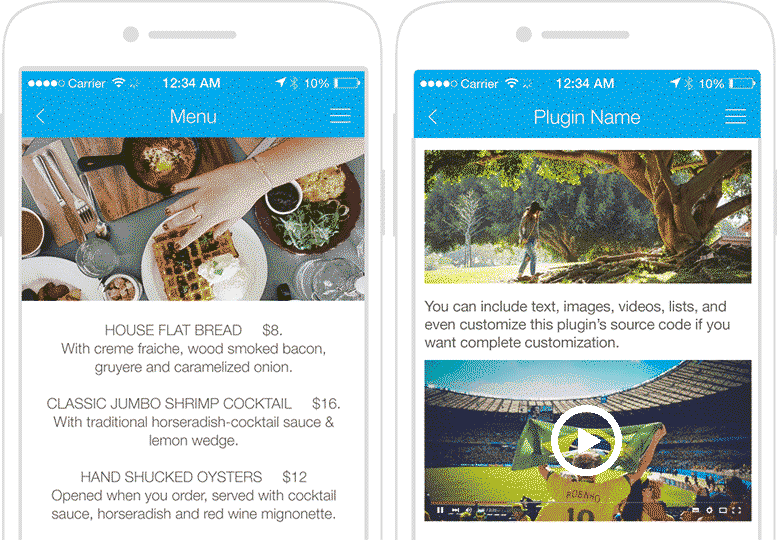 Carrier 12:34 AM 10%
Menu
HOUSE FLAT BREAD $8.
With creme fraiche, wood smoked bacon,
gruyere and caramelized onion.
CLASSIC JUMBO SHRIMP COCKTAIL $16.
With traditional horseradish-cocktail sauce &
lemon wedge.
HAND SHUCKED OYSTERS $12
Opened when you order, served with cocktail
sauce, horseradish and red wine mignonette.
Carrier 12:34 AM 10%
Plugin Name
You can include text, images, videos, lists, and
even customize this plugin's source code if you
want complete customization.
10